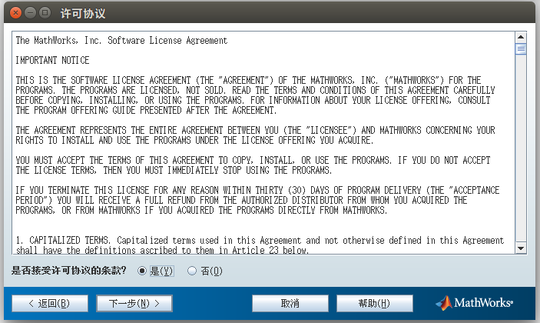 许可协议
The MathWorks, Inc. Software License Agreement
IMPORTANT NOTICE
THIS IS THE SOFTWARE LICENSE AGREEMENT (THE "AGREEMENT") OF THE MATHWORKS, INC. ("MATHWORKS") FOR THE
PROGRAMS. THE PROGRAMS ARE LICENSED, NOT SOLD. READ THE TERMS AND CONDITIONS OF THIS AGREEMENT CAREFULLY
BEFORE COPYING, INSTALLING, OR USING THE PROGRAMS. FOR INFORMATION ABOUT YOUR LICENSE OFFERING, CONSULT
THE PROGRAM OFFERING GUIDE PRESENTED AFTER THE AGREEMENT.
THE AGREEMENT REPRESENTS THE ENTIRE AGREEMENT BETWEEN YOU (THE "LICENSEE") AND MATHWORKS CONCERNING YOUR
RIGHTS TO INSTALL AND USE THE PROGRAMS UNDER THE LICENSE OFFERING YOU ACQUIRE.
YOU MUST ACCEPT THE TERMS OF THIS AGREEMENT TO COPY, INSTALL, OR USE THE PROGRAMS. IF YOU DO NOT ACCEPT
THE LICENSE TERMS, THEN YOU MUST IMMEDIATELY STOP USING THE PROGRAMS.
IF YOU TERMINATE THIS LICENSE FOR ANY REASON WITHIN THIRTY (30) DAYS OF PROGRAM DELIVERY (THE "ACCEPTANCE
PERIOD") YOU WILL RECEIVE A FULL REFUND FROM THE AUTHORIZED DISTRIBUTOR FROM WHOM YOU ACQUIRED THE
PROGRAMS, OR FROM MATHWORKS IF YOU ACQUIRED THE PROGRAMS DIRECTLY FROM MATHWORKS.
1. CAPITALIZED TERMS. Capitalized terms used in this Agreement and not otherwise defined in this Agreement
shall have the definitions ascribed to them in Article 23 below.
是否接受许可协议的条款? 是(Y) 否(O)
< 返回(B) 下一步(N) > 取消 帮助(H) MathWorks®